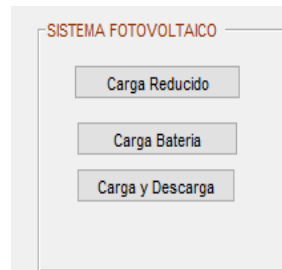 SISTEMA FOTOVOLTAICO
Carga Reducido
Carga Bateria
Carga y Descarga